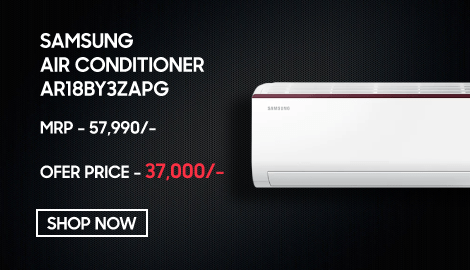 SAMSUNG
AIR CONDITIONER
AR18BY3ZAPG
MRP - 57,990/-
OFER PRICE - 37,000/-
SHOP NOW
SAMSUNG